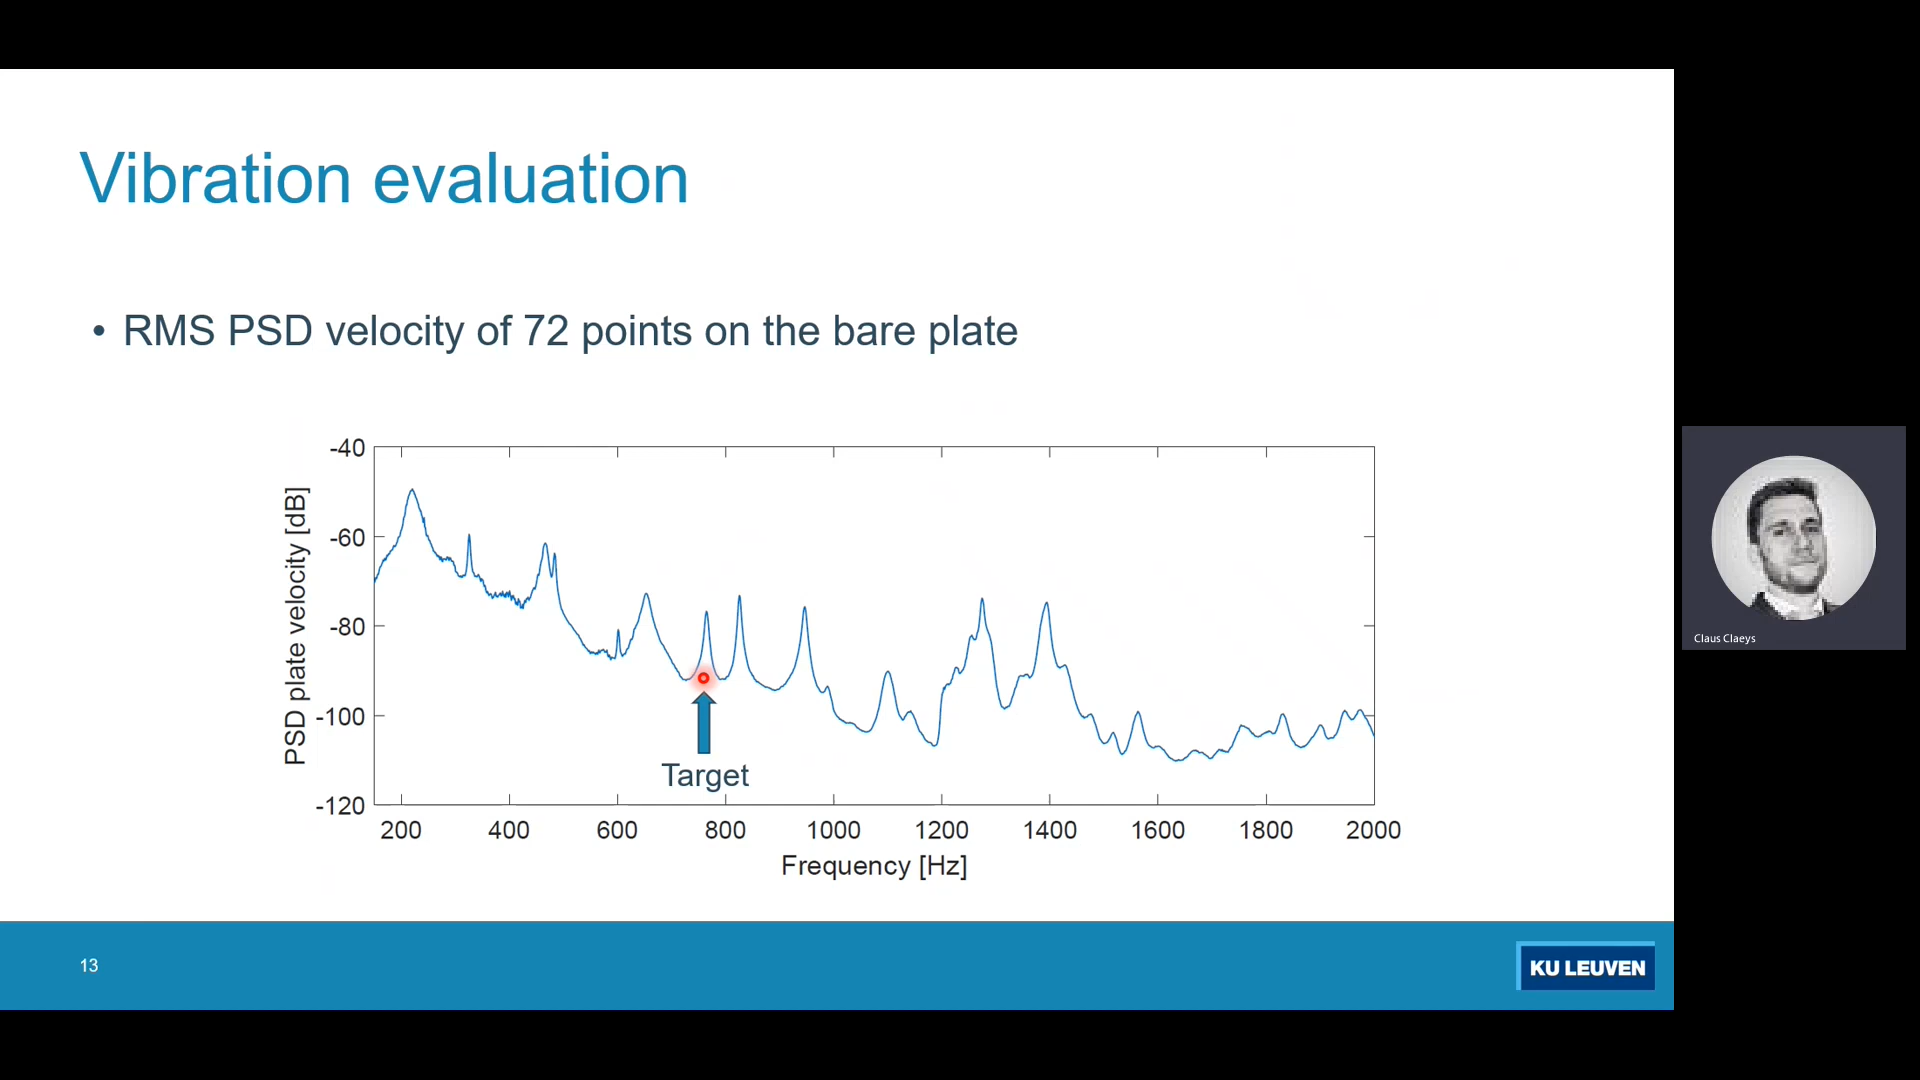 Vibration evaluation
• RMS PSD velocity of 72 points on the bare plate
PSD plate velocity [dB]
-40
-60
-80
-100
-120
Target
200 400 600 800 1000 1200 1400 1600 1800 2000
Frequency [Hz]
Claus Claeys
13
KU LEUVEN